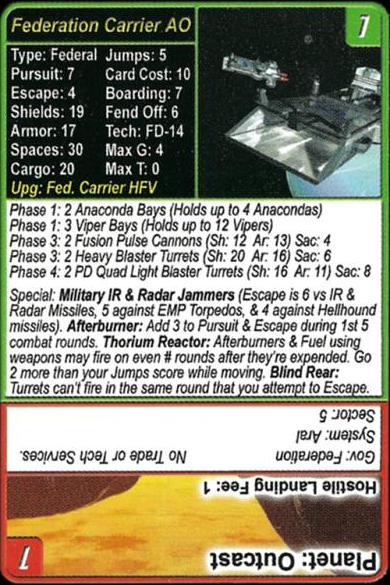 Federation Carrier AO
1
Type: Federal Jumps: 5
Pursuit: 7 Card Cost: 10
Escape: 4 Boarding: 7
Shields: 19 Fend Off: 6
Armor: 17 Tech: FD-14
Spaces: 30 Max G: 4
Cargo: 20 Max T: 0
Upg: Fed. Carrier HFV
Phase 1: 2 Anaconda Bays (Holds up to 4 Anacondas)
Phase 1: 3 Viper Bays (Holds up to 12 Vipers)
Phase 3: 2 Fusion Pulse Cannons (Sh: 12 Ar: 13) Sac: 4
Phase 3: 2 Heavy Blaster Turrets (Sh: 20 Ar: 16) Sac: 6
Phase 4: 2 PD Quad Light Blaster Turrets (Sh: 16 Ar: 11) Sac: 8
Special: Military IR & Radar Jammers (Escape is 6 vs IR &
Radar Missiles, 5 against EMP Torpedos, & 4 against Hellhound
missiles). Afterburner: Add 3 to Pursuit & Escape during 1st 5
combat rounds. Thorium Reactor: Afterburners & Fuel using
weapons may fire on even # rounds after they're expended. Go
2 more than your Jumps score while moving. Blind Rear:
Turrets can't fire in the same round that you attempt to Escape.
Planet: Outcast
1
Hostile Landing Fee: 1
Gov: Federation No Trade or Tech Services.
System: Aral
Sector: 5